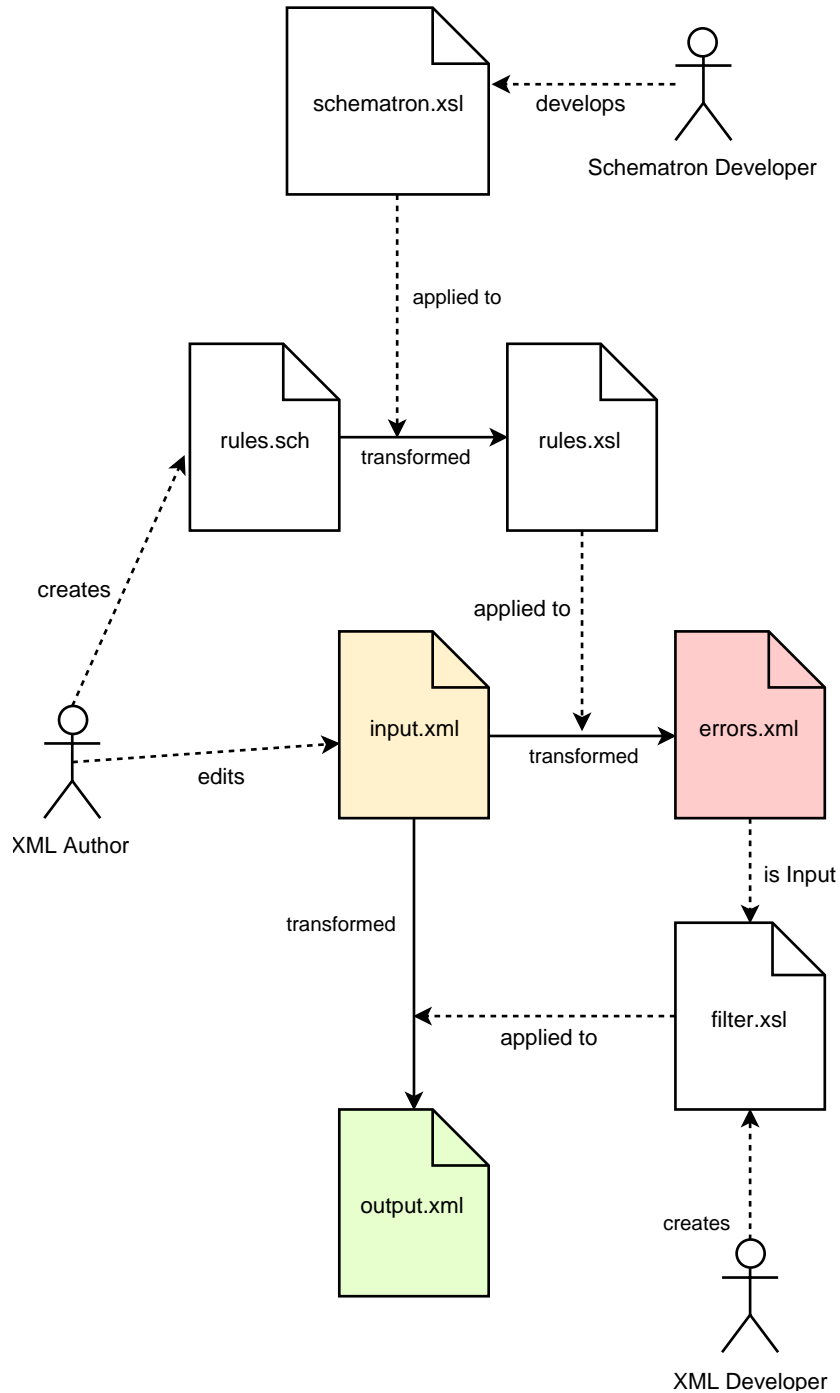 schematron.xsl
develops
Schematron Developer
applied to
rules.sch
transformed
rules.xsl
creates
applied to
input.xml
transformed
errors.xml
edits
XML Author
is Input
transformed
filter.xsl
applied to
output.xml
creates
XML Developer